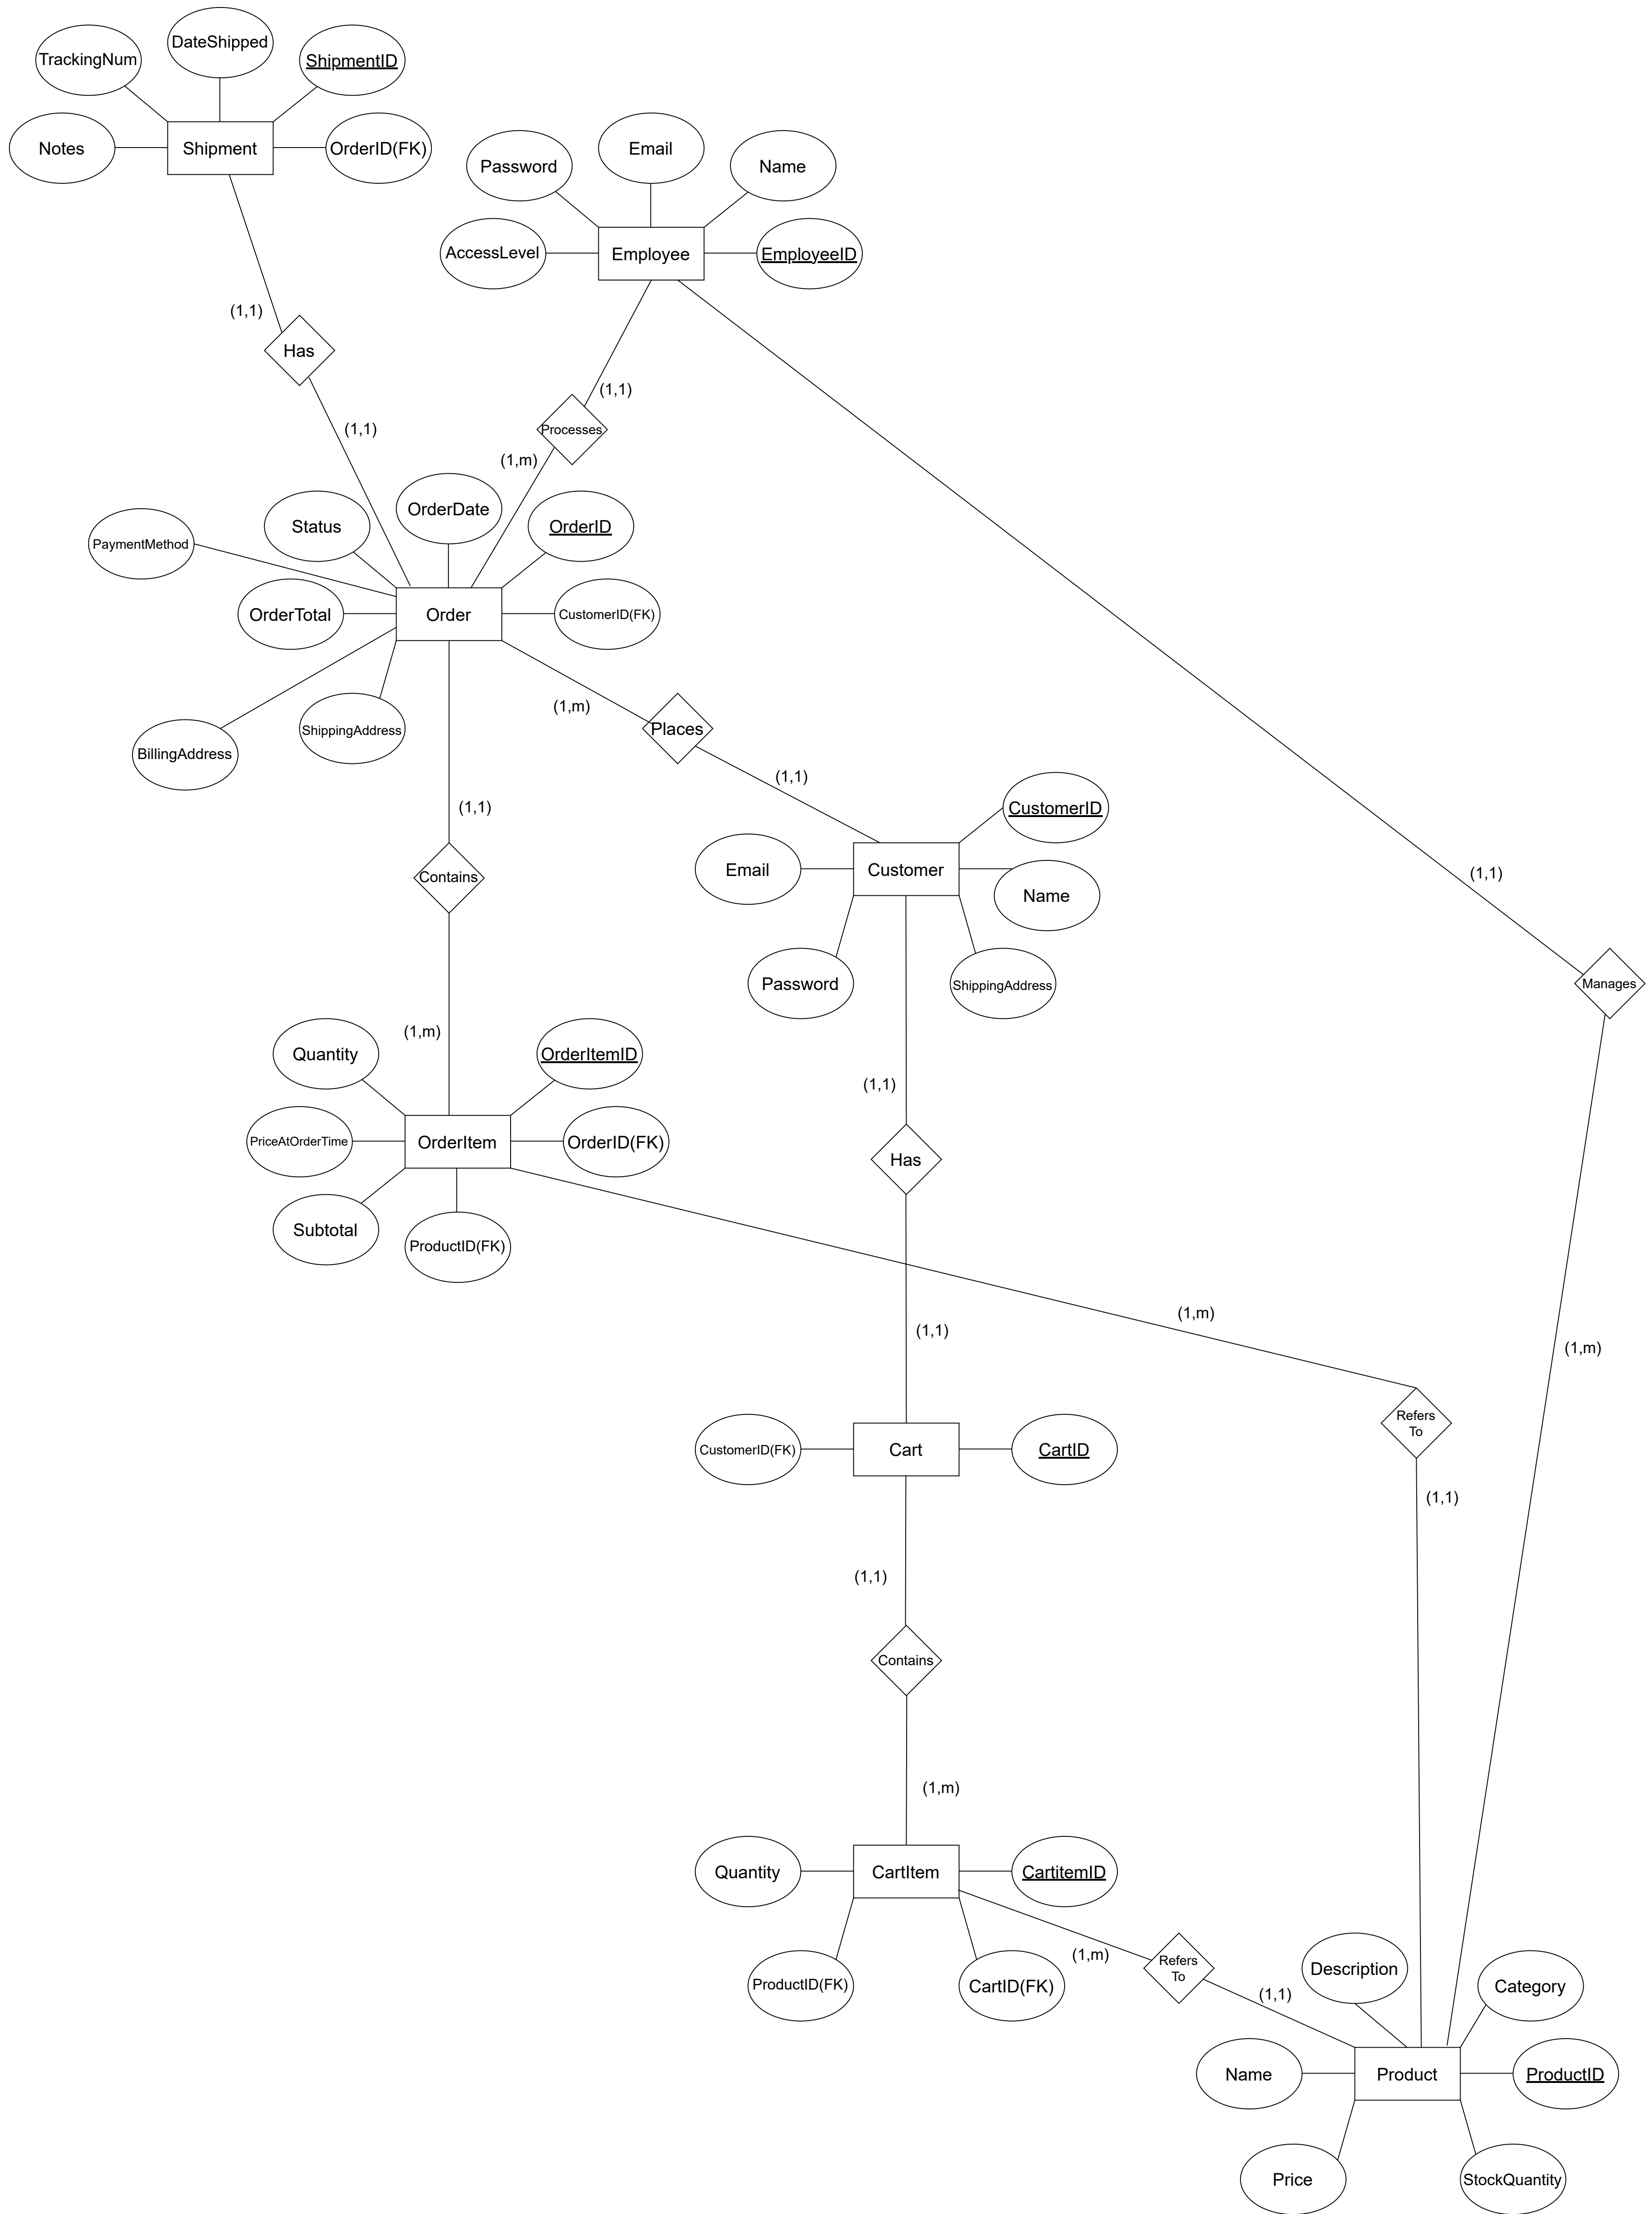 DateShipped
TrackingNum
ShipmentID
Notes
Shipment
OrderID(FK)
Email
Password
Name
AccessLevel
Employee
EmployeeID
(1,1)
Has
(1,1)
Processes
(1,1)
(1,m)
OrderDate
Status
OrderID
PaymentMethod
OrderTotal
Order
CustomerID(FK)
(1,m)
Places
ShippingAddress
BillingAddress
(1,1)
(1,1)
CustomerID
Email
Customer
Name
(1,1)
Contains
Password
ShippingAddress
Manages
(1,m)
Quantity
OrderItemID
(1,1)
PriceAtOrderTime
OrderItem
OrderID(FK)
Has
Subtotal
ProductID(FK)
(1,m)
(1,1)
(1,m)
Refers
To
CustomerID(FK)
Cart
CartID
(1,1)
(1,1)
Contains
(1,m)
Quantity
CartItem
CartitemID
(1,m)
Refers
To
Description
ProductID(FK)
CartID(FK)
Category
(1,1)
Name
Product
ProductID
Price
StockQuantity